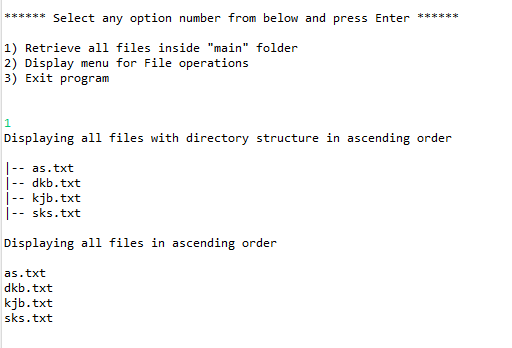 ****** Select any option number from below and press Enter ******
1) Retrieve all files inside "main" folder
2) Display menu for File operations
3) Exit program
1
Displaying all files with directory structure in ascending order
|-- as.txt
|-- dkb.txt
|-- kjb.txt
|-- sks.txt
Displaying all files in ascending order
as.txt
dkb.txt
kjb.txt
sks.txt